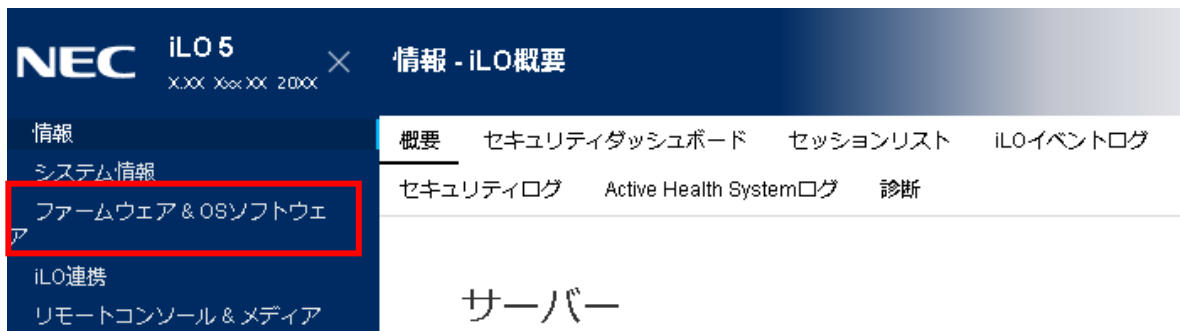 NEC iLO 5
X.XX Xxx XX 20XX
情報 - iLO概要
情報
システム情報
ファームウェア & OSソフトウェ
ア
iLO連携
リモートコンソール & メディア
概要 セキュリティダッシュボード セッションリスト iLOイベントログ
セキュリティログ Active Health Systemログ 診断
サーバー